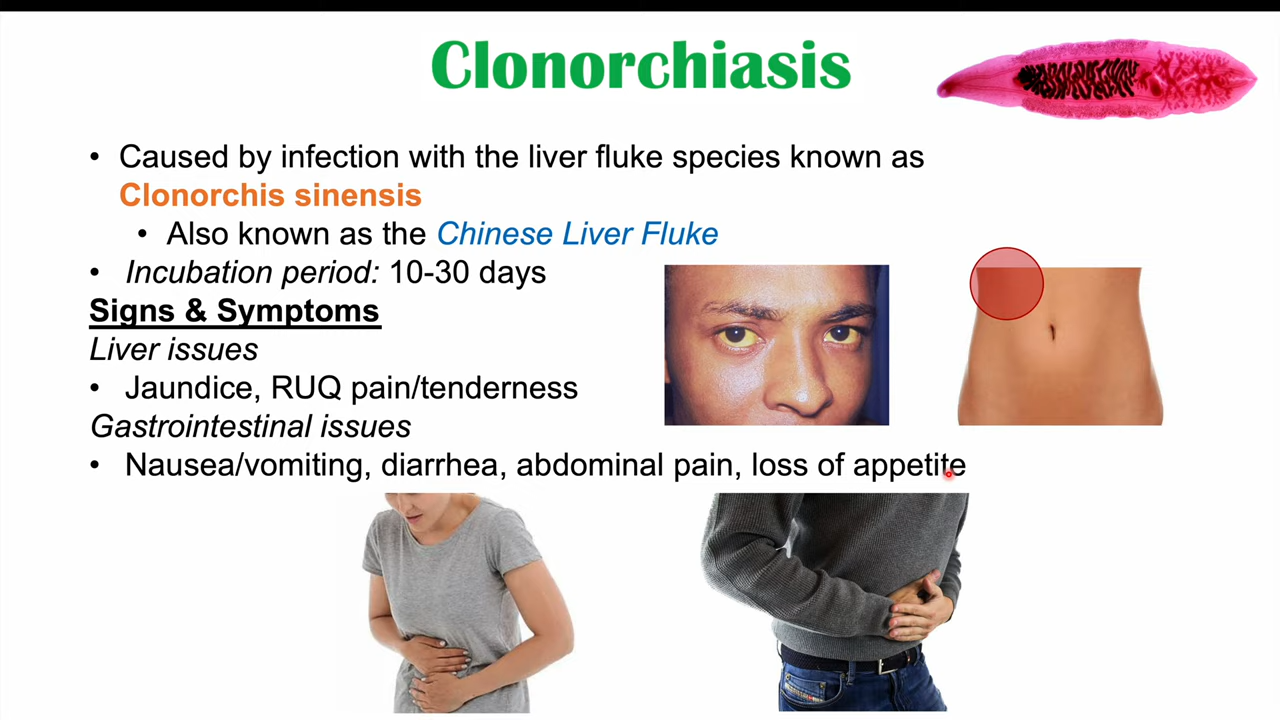 Clonorchiasis
• Caused by infection with the liver fluke species known as
Clonorchis sinensis
• Also known as the Chinese Liver Fluke
• Incubation period: 10-30 days
Signs & Symptoms
Liver issues
• Jaundice, RUQ pain/tenderness
Gastrointestinal issues
• Nausea/vomiting, diarrhea, abdominal pain, loss of appetite